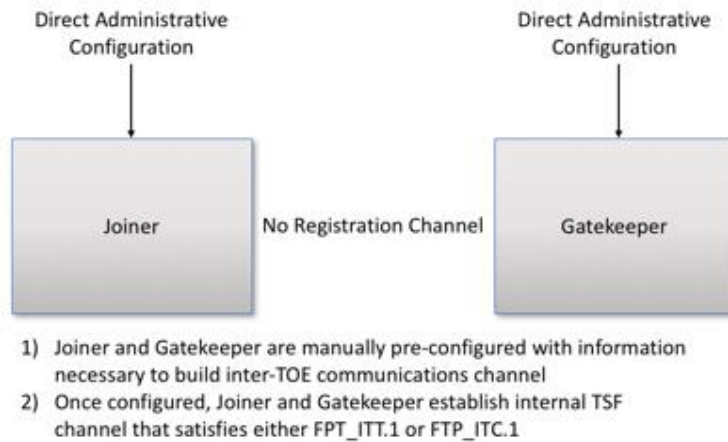 Direct Administrative
Configuration
Direct Administrative
Configuration
Joiner
No Registration Channel
Gatekeeper
1) Joiner and Gatekeeper are manually pre-configured with information
necessary to build inter-TOE communications channel
2) Once configured, Joiner and Gatekeeper establish internal TSF
channel that satisfies either FPT_ITT.1 or FTP_ITC.1